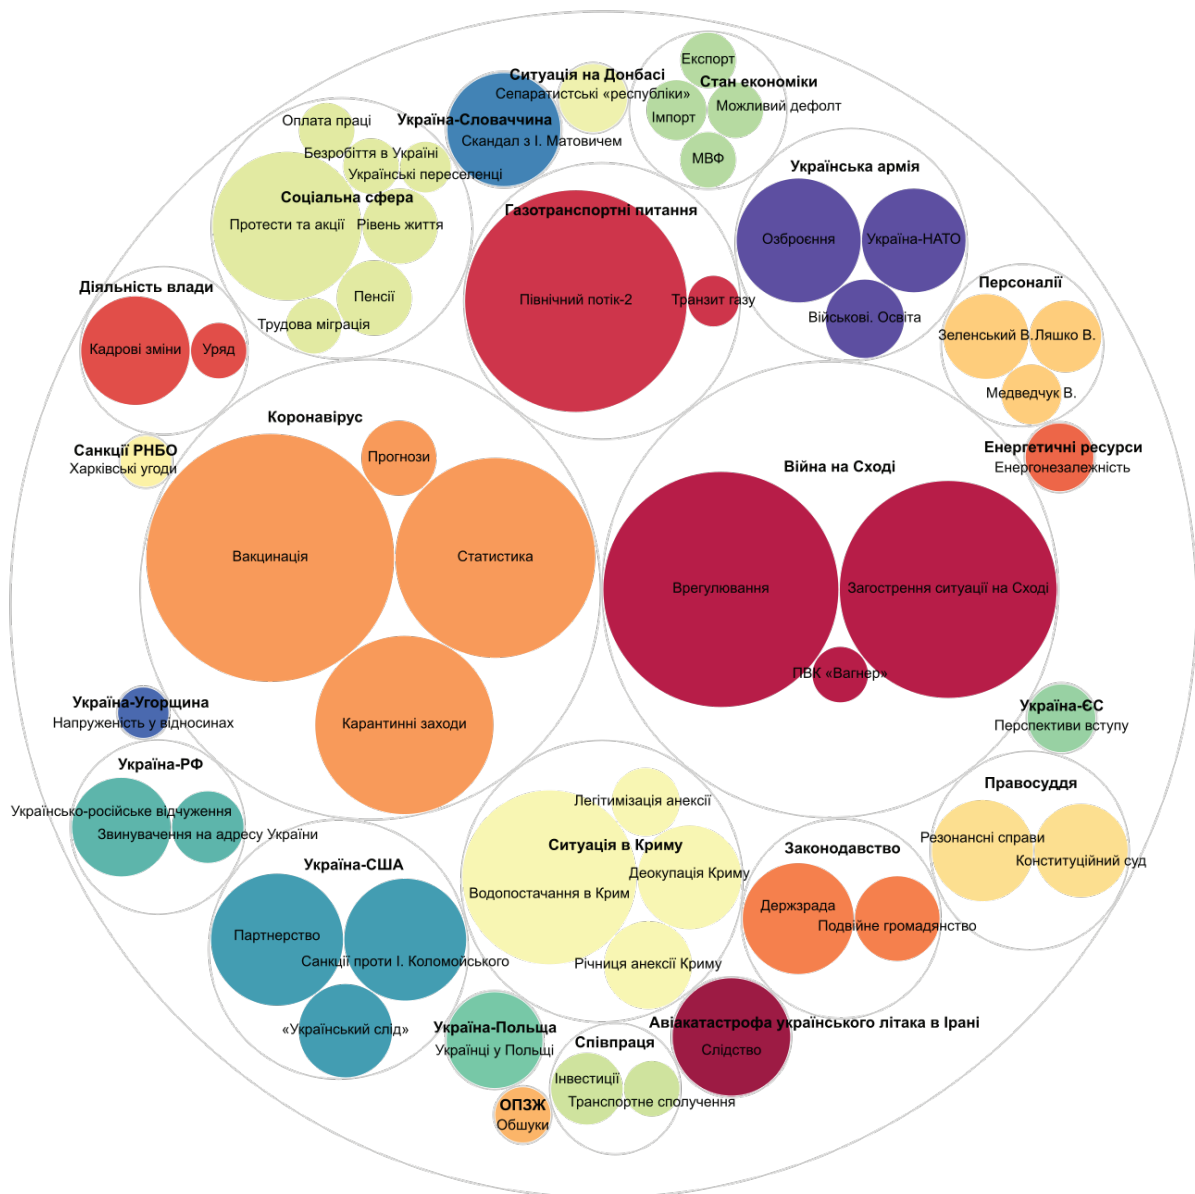 Експорт
Стан економіки
Імпорт
Можливий дефолт
МВФ
Ситуація на Донбасі
Сепаратистські «республіки»
Україна-Словаччина
Скандал з І. Матовичем
Оплата праці
Безробіття в Україні
Українські переселенці
Соціальна сфера
Протести та акції
Рівень життя
Пенсії
Трудова міграція
Газотранспортні питання
Північний потік-2
Транзит газу
Українська армія
Озброєння
Україна-НАТО
Військові. Освіта
Діяльність влади
Кадрові зміни
Уряд
Персоналії
Зеленський В.
Ляшко В.
Медведчук В.
Санкції РНБО
Харківські угоди
Коронавірус
Прогнози
Вакцинація
Статистика
Карантинні заходи
Війна на Сході
Врегулювання
Загострення ситуації на Сході
ПВК «Вагнер»
Енергетичні ресурси
Енергонезалежність
Україна-Угорщина
Напруженість у відносинах
Україна-ЄС
Перспективи вступу
Україна-РФ
Українсько-російське відчуження
Звинувачення на адресу України
Україна-США
Партнерство
Санкції проти І. Коломойського
«Український слід»
Легітимізація анексії
Ситуація в Криму
Деокупація Криму
Водопостачання в Крим
Річниця анексії Криму
Законодавство
Держзрада
Подвійне громадянство
Правосуддя
Резонансні справи
Конституційний суд
Україна-Польща
Українці у Польщі
ОПЗЖ
Обшуки
Співпраця
Інвестиції
Транспортне сполучення
Авіакатастрофа українського літака в Ірані
Слідство